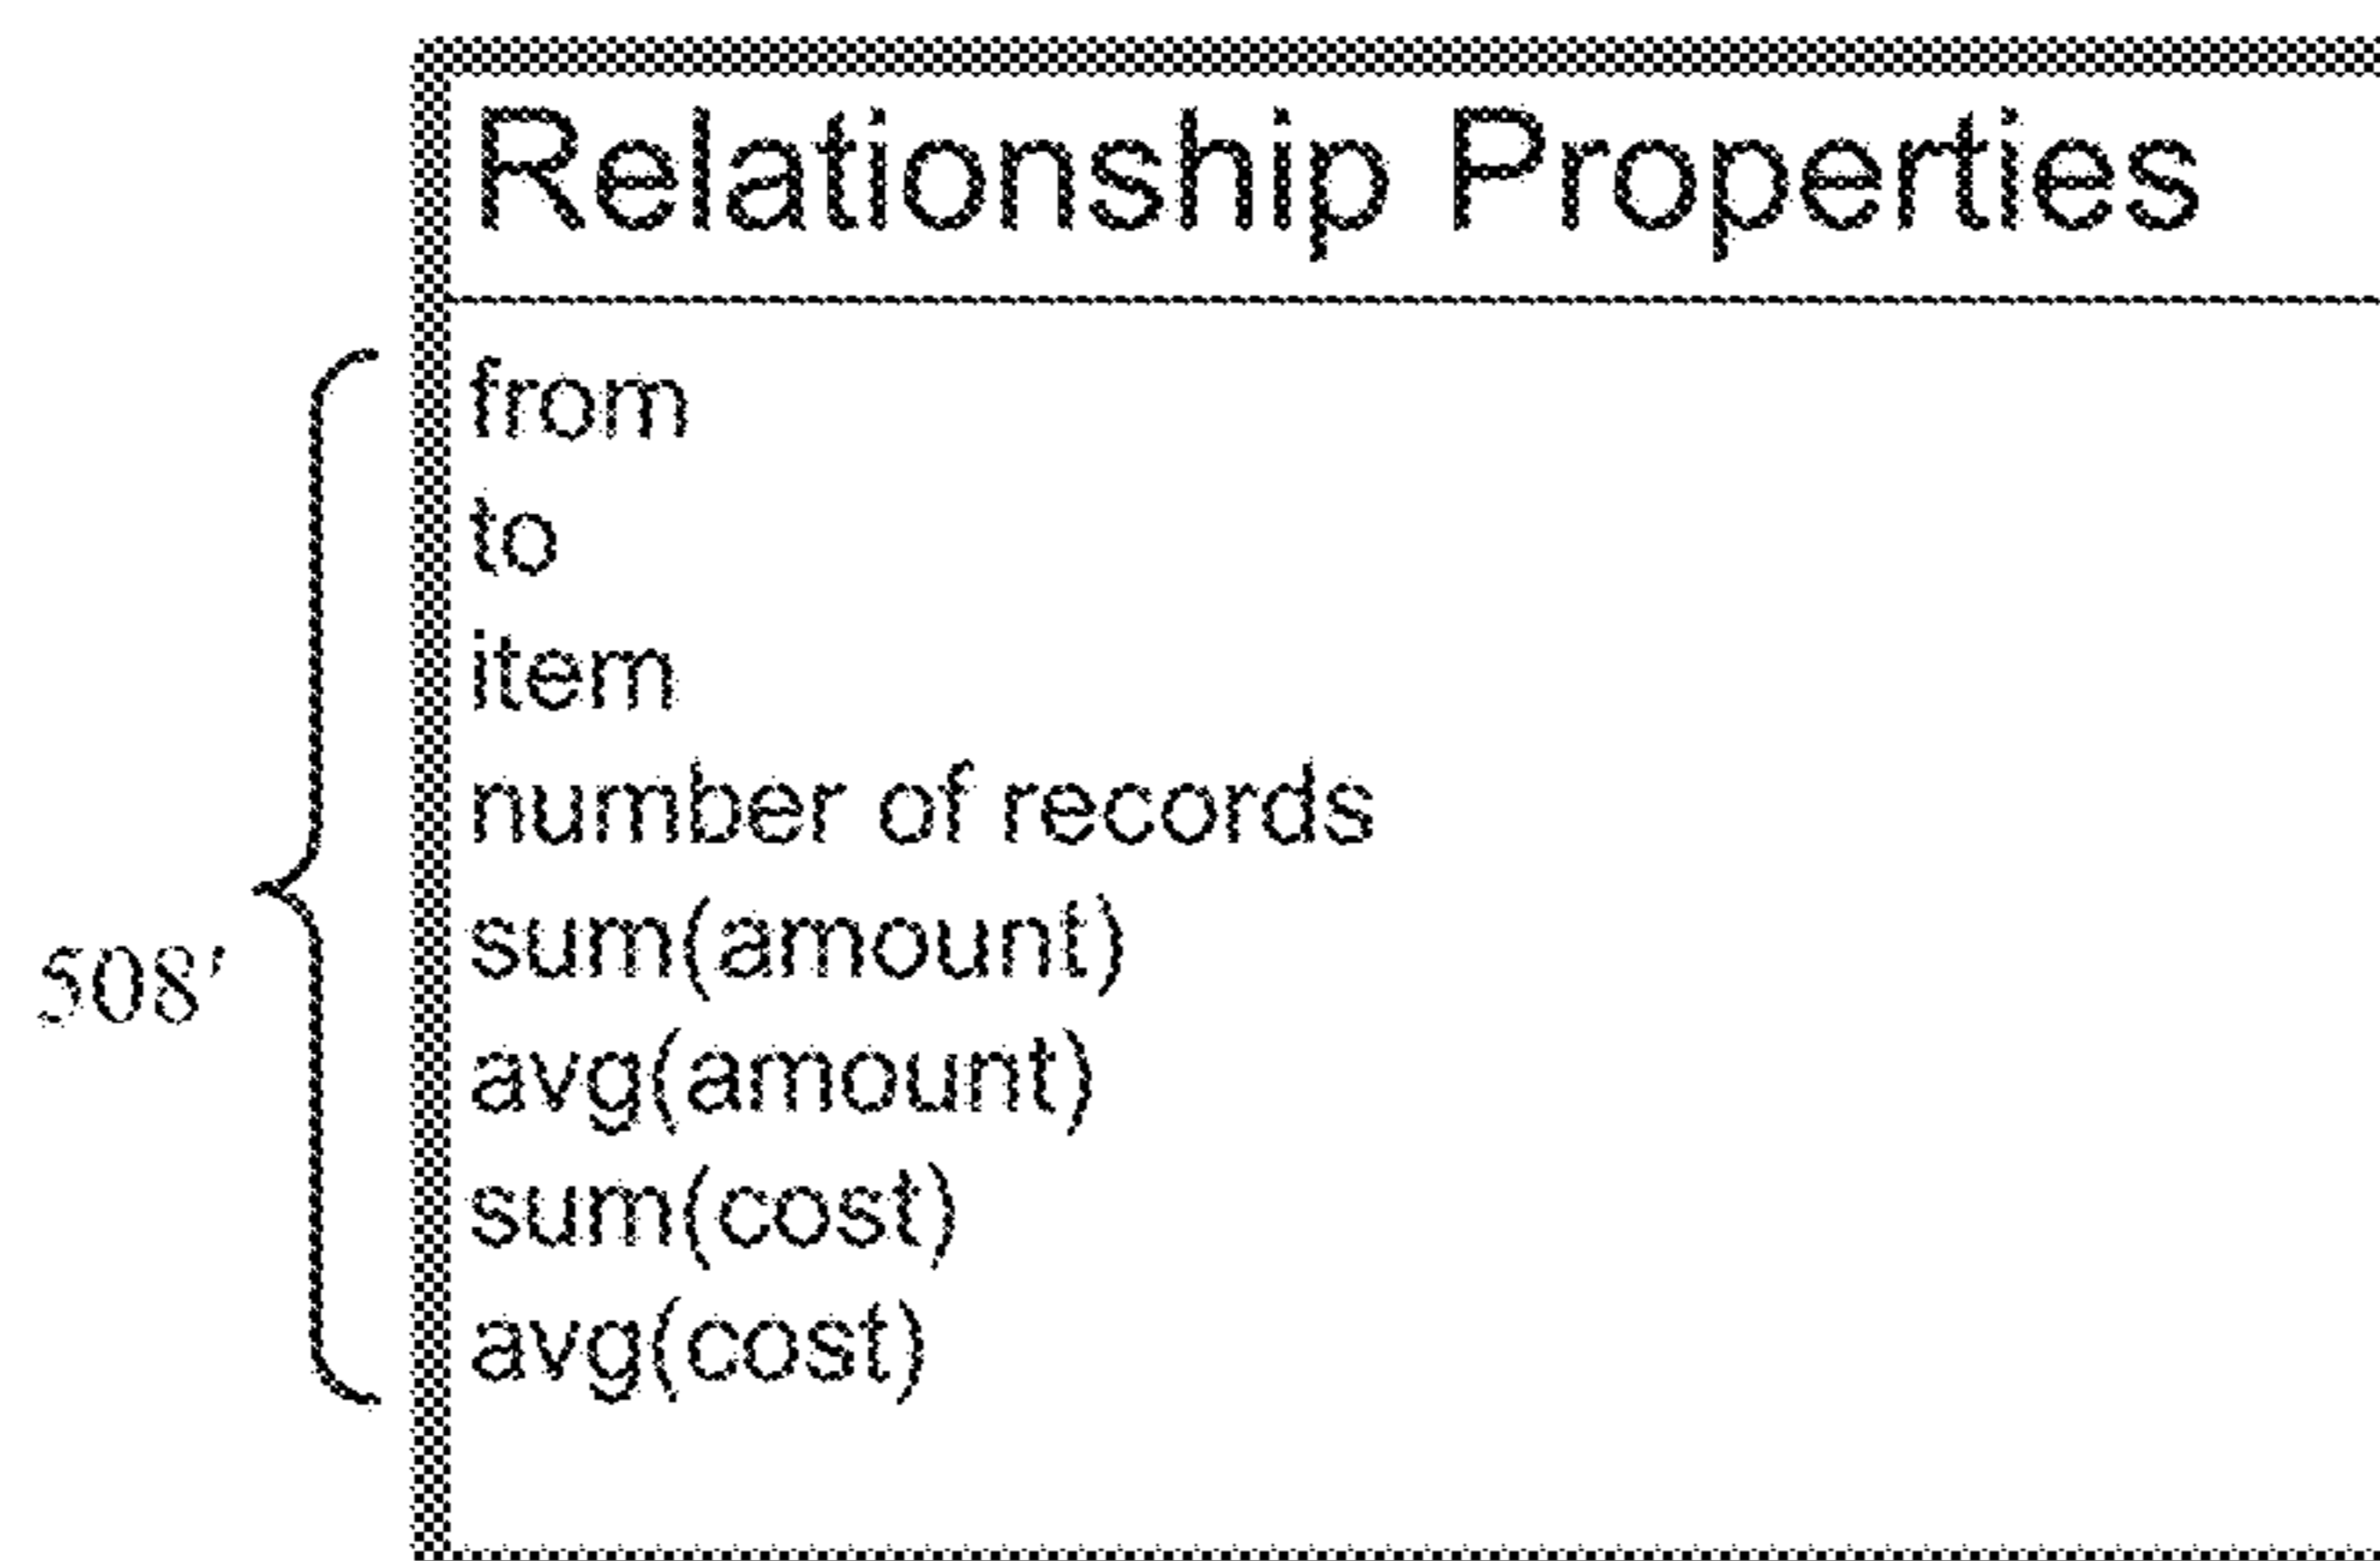 Relationship Properties
from
to
item
number of records
sum(amount)
avg(amount)
sum(cost)
avg(cost)
508'